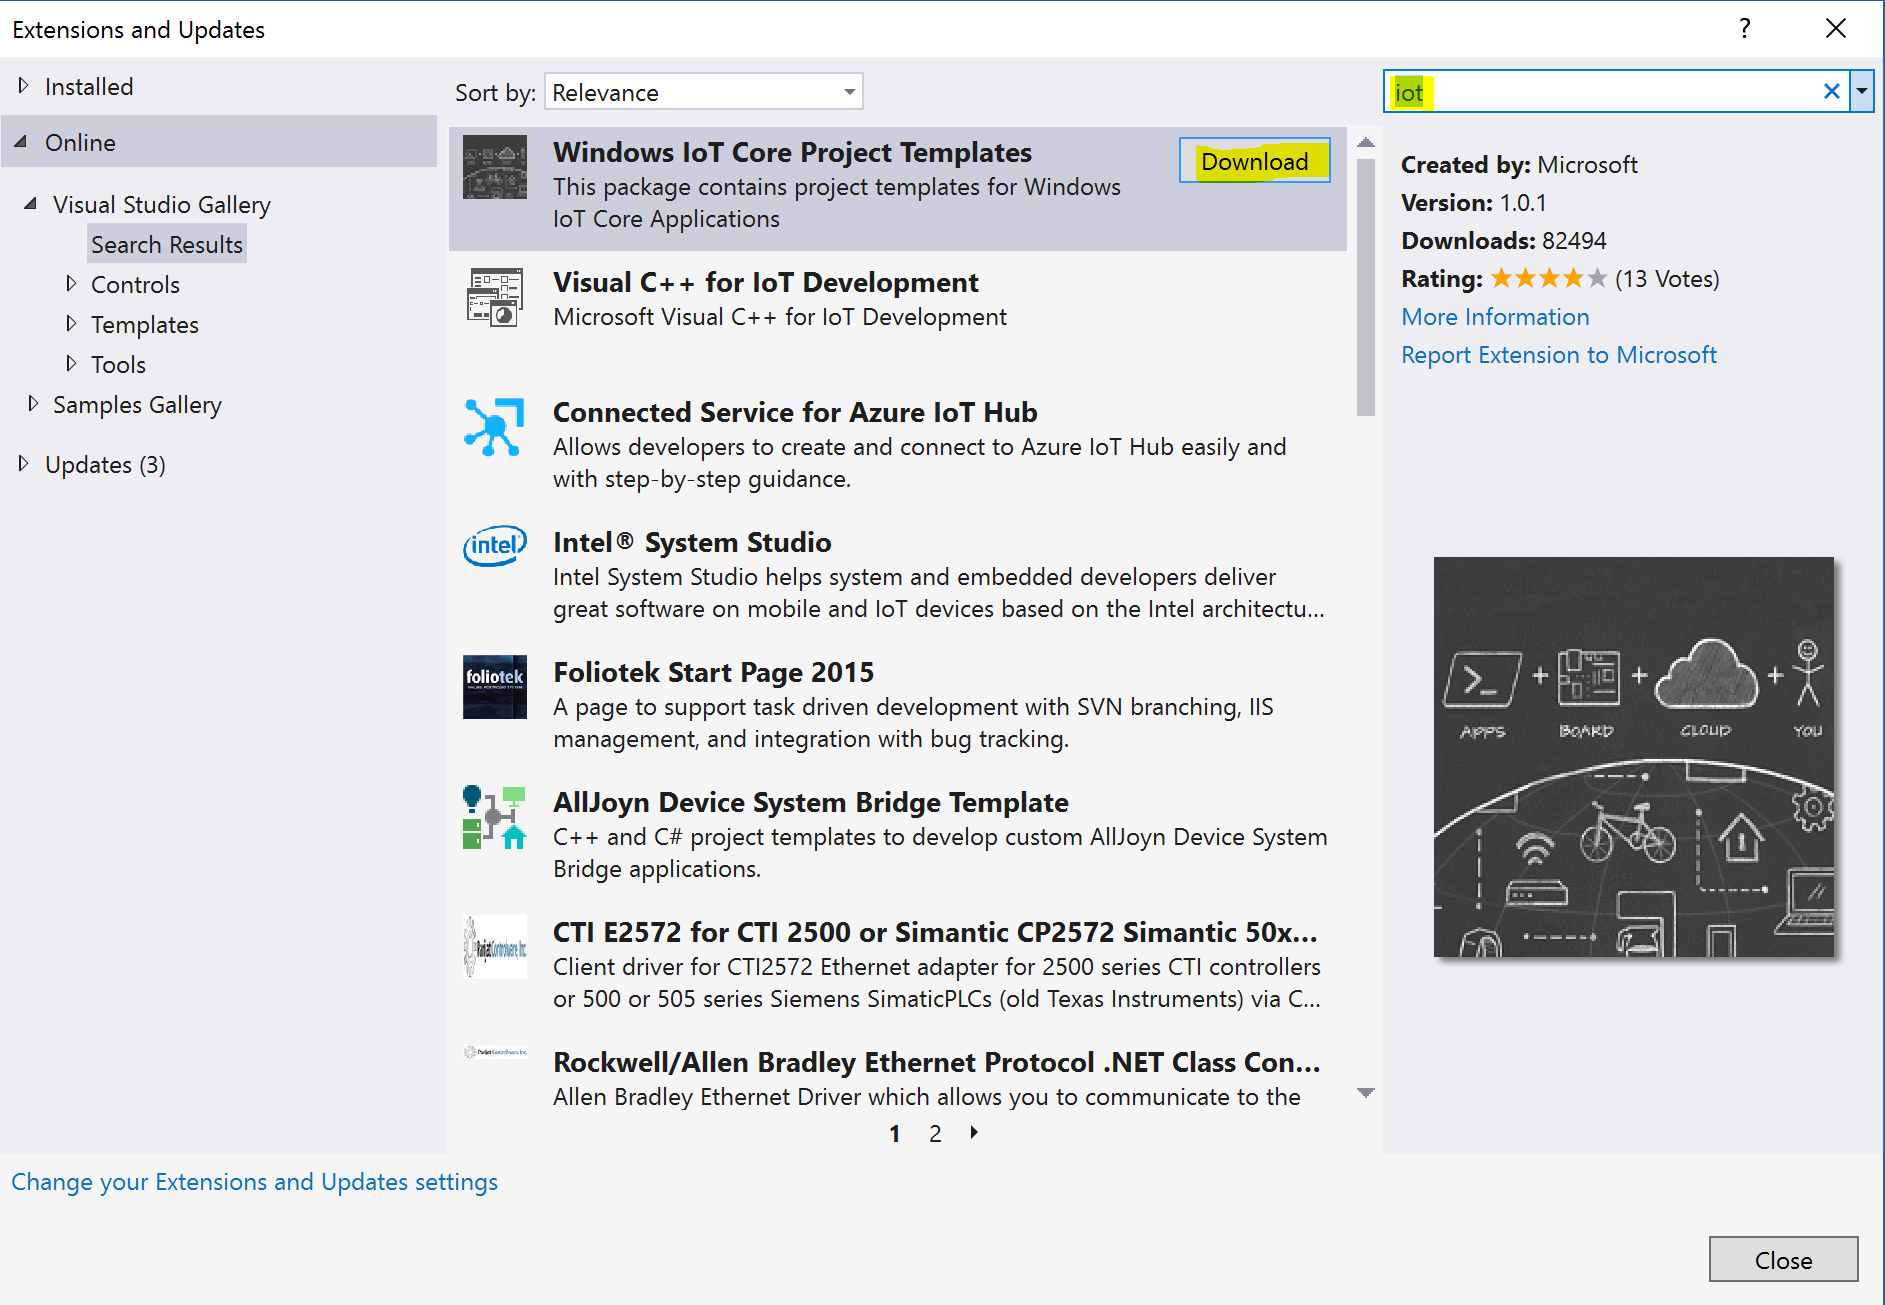 Extensions and Updates
?
Installed
Online
Visual Studio Gallery
Search Results
Controls
Templates
Tools
Samples Gallery
Updates (3)
Sort by: Relevance
iot
Windows IoT Core Project Templates
Download
This package contains project templates for Windows
IoT Core Applications
Visual C++ for IoT Development
Microsoft Visual C++ for IoT Development
Connected Service for Azure IoT Hub
Allows developers to create and connect to Azure IoT Hub easily and
with step-by-step guidance.
intel
Intel® System Studio
Intel System Studio helps system and embedded developers deliver
great software on mobile and IoT devices based on the Intel architectu...
foliotek
ONLINE PORTFOLIO SYSTEM
Foliotek Start Page 2015
A page to support task driven development with SVN branching, IIS
management, and integration with bug tracking.
AllJoyn Device System Bridge Template
C++ and C# project templates to develop custom AllJoyn Device System
Bridge applications.
Parijat Controlware, Inc
CTI E2572 for CTI 2500 or Simantic CP2572 Simantic 50x...
Client driver for CTI2572 Ethernet adapter for 2500 series CTI controllers
or 500 or 505 series Siemens SimaticPLCs (old Texas Instruments) via C...
Parijat Controlware, Inc
Rockwell/Allen Bradley Ethernet Protocol .NET Class Con...
Allen Bradley Ethernet Driver which allows you to communicate to the
1 2
Created by: Microsoft
Version: 1.0.1
Downloads: 82494
Rating: (13 Votes)
More Information
Report Extension to Microsoft
+ + +
APPS BOARD CLOUD YOU
Change your Extensions and Updates settings
Close